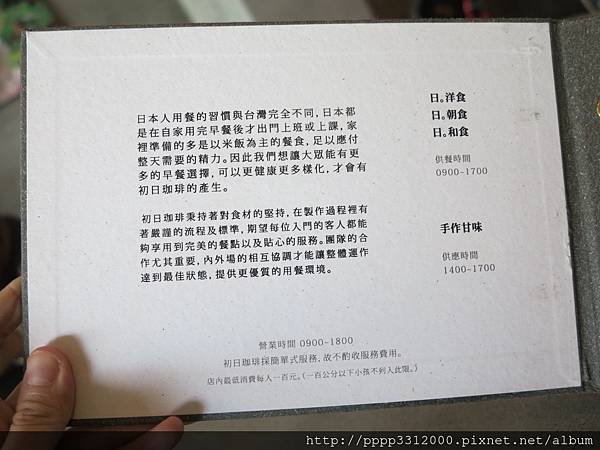 日本人用餐的習慣與台灣完全不同，日本都
是在自家用完早餐後才出門上班或上課，家
裡準備的多是以米飯為主的餐食，足以應付
整天需要的精力。因此我們想讓大眾能有更
多的早餐選擇，可以更健康更多樣化，才會有
初日珈琲的產生。
初日珈琲秉持著對食材的堅持，在製作過程裡有
著嚴謹的流程及標準，期望每位入門的客人都能
夠享用到完美的餐點以及貼心的服務。團隊的合
作尤其重要，內外場的相互協調才能讓整體運作
達到最佳狀態，提供更優質的用餐環境。
日。洋食
日。朝食
日。和食
供餐時間
0900-1700
手作甘味
供應時間
1400-1700
營業時間 0900-1800
初日珈琲採簡單式服務，故不酌收服務費用。
店內最低消費每人一百元。（一百公分以下小孩不列入此限。）
http://pppp3312000.pixnet.net/album